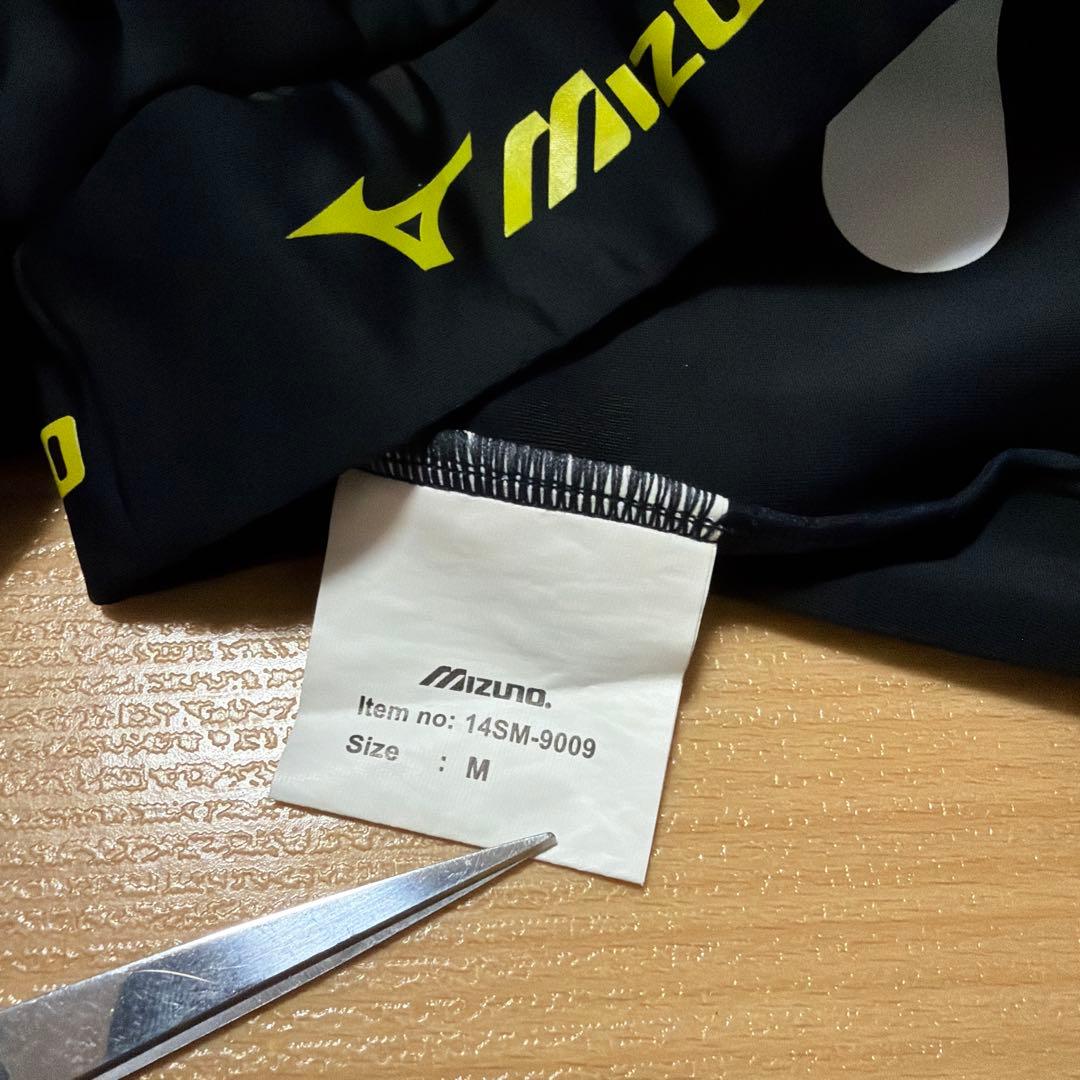 MIZUNO
MIZUNO.
Item no: 14SM-9009
Size : M